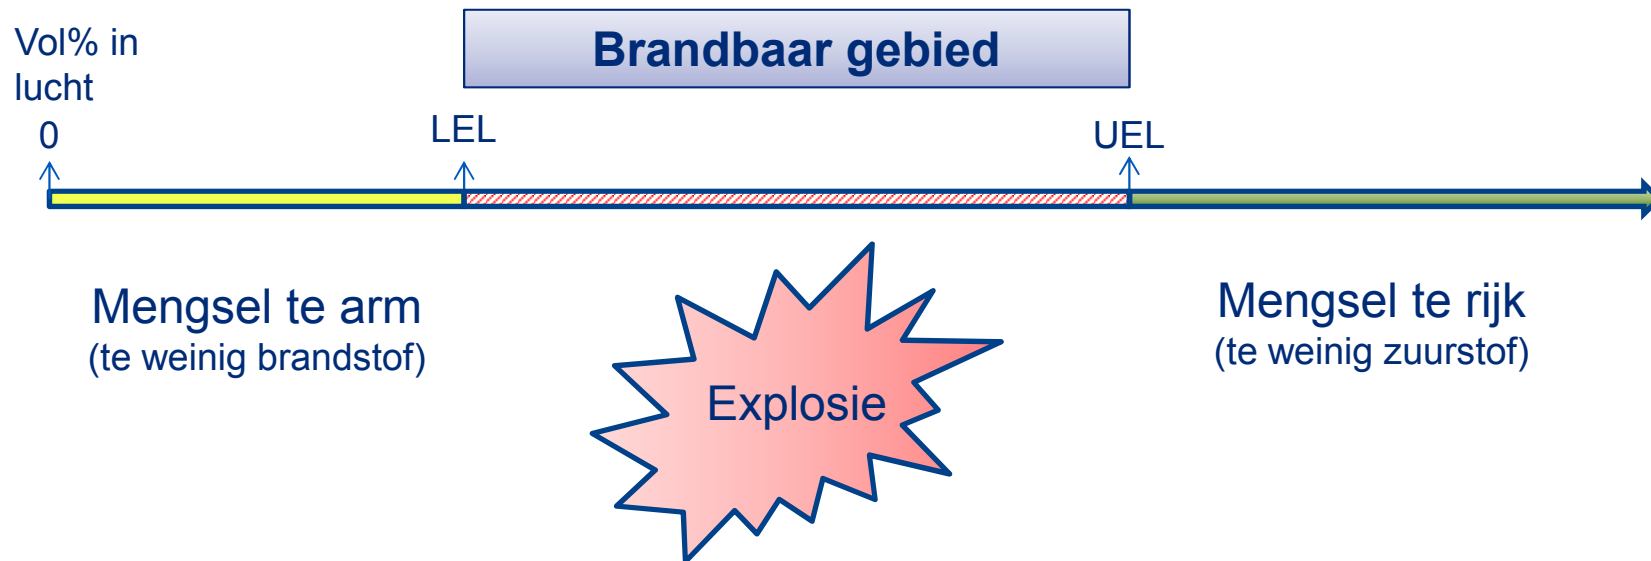 Vol% in
lucht
0
Brandbaar gebied
LEL
UEL
Mengsel te arm
(te weinig brandstof)
Explosie
Mengsel te rijk
(te weinig zuurstof)